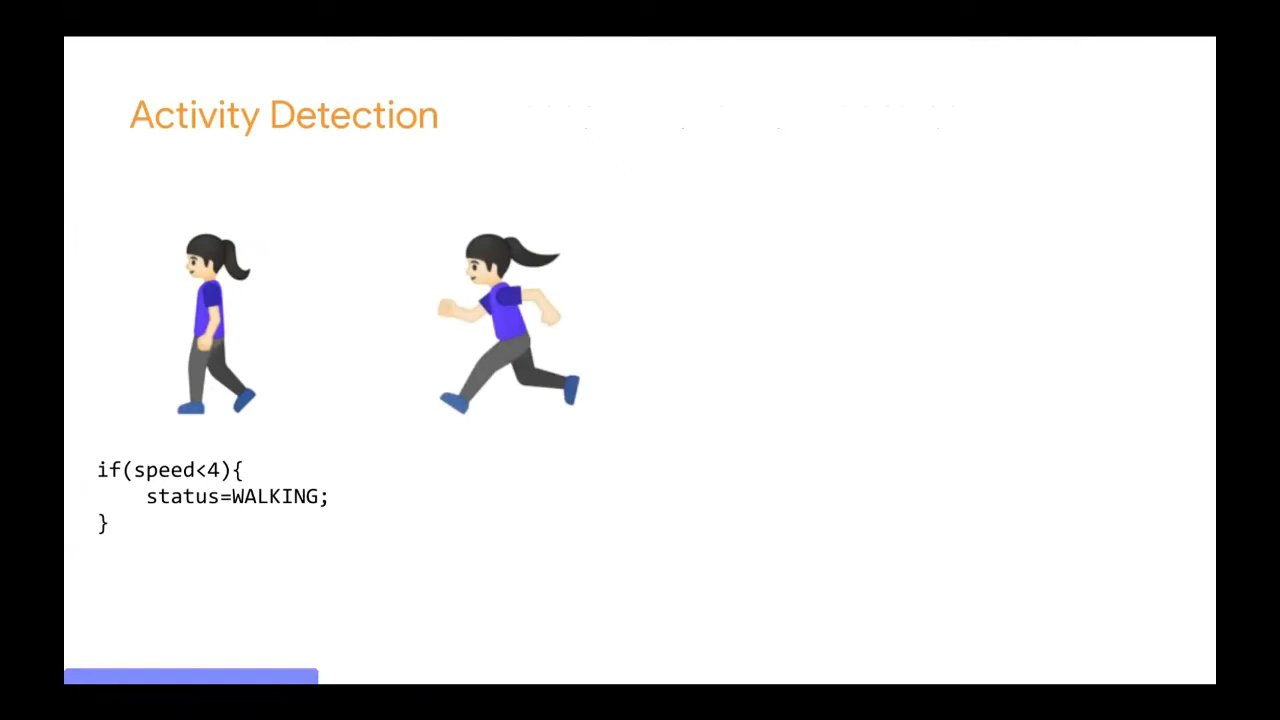 Activity Detection
if(speed<4){
    status=WALKING;
}